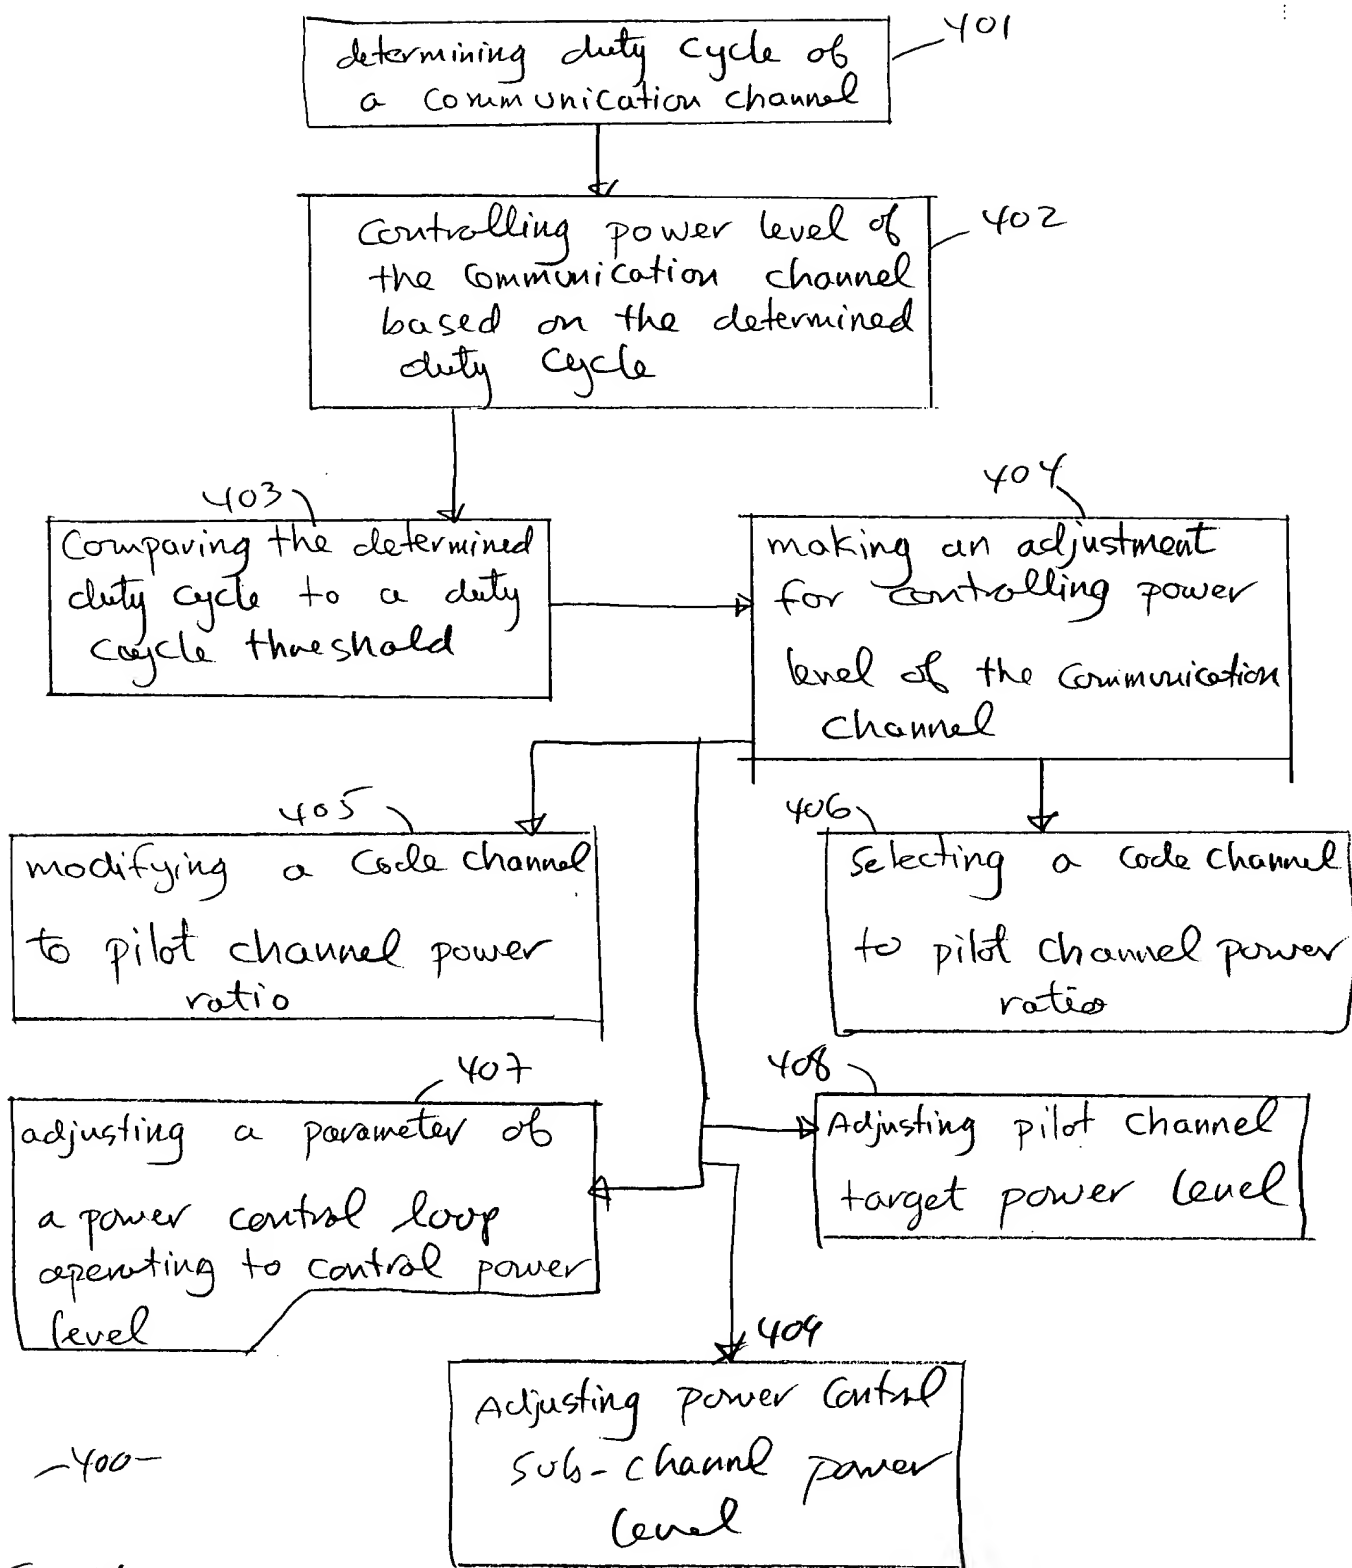 401
determining duty cycle of
a communication channel
402
Controlling power level of
the communication channel
based on the determined
duty cycle
403
Comparing the determined
duty cycle to a duty
cycle threshold
404
making an adjustment
for controlling power
level of the communication
channel
405
modifying a code channel
to pilot channel power
ratio
406
Selecting a code channel
to pilot channel power
ratio
407
adjusting a parameter of
a power control loop
operating to control power
level
408
Adjusting pilot channel
target power level
409
Adjusting power control
sub-channel power
level
-400-